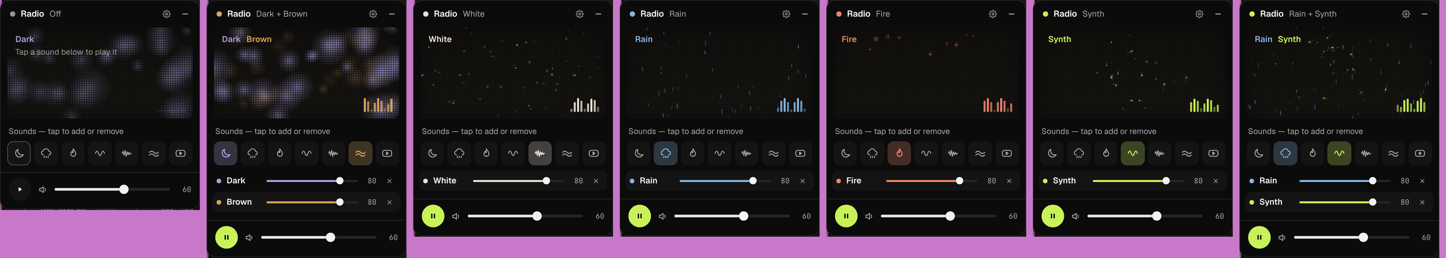 Radio Off
Dark
Tap a sound below to play it
Sounds — tap to add or remove
60
Radio Dark + Brown
Dark Brown
Sounds — tap to add or remove
Dark 80 ×
Brown 80 ×
60
Radio White
White
Sounds — tap to add or remove
White 80 ×
60
Radio Rain
Rain
Sounds — tap to add or remove
Rain 80 ×
60
Radio Fire
Fire
Sounds — tap to add or remove
Fire 80 ×
60
Radio Synth
Synth
Sounds — tap to add or remove
Synth 80 ×
60
Radio Rain + Synth
Rain Synth
Sounds — tap to add or remove
Rain 80 ×
Synth 80 ×
60